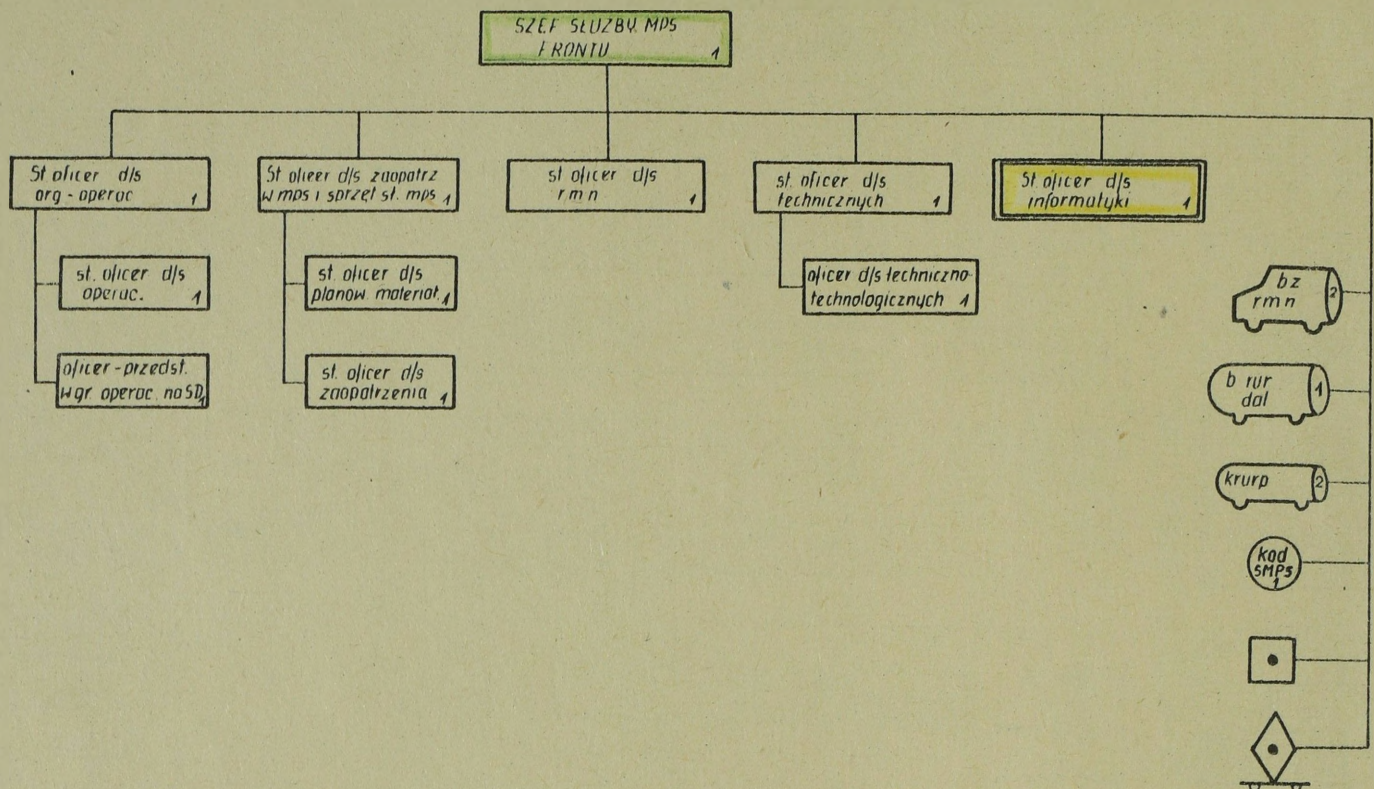 SZEF SŁUŻBY MPS
FRONTU 1
St oficer d/s
org-operac 1
St oficer d/s zaopatrz
w mps i sprzęt sł. mps 1
st oficer d/s
rmn 1
st. oficer d/s
technicznych 1
St. oficer d/s
informatyki 1
st. oficer d/s
operac. 1
oficer-przedst.
w gr. operac. na SD 1
st. oficer d/s
planow. materiał. 1
st. oficer d/s
zaopatrzenia 1
oficer d/s techniczno-
technologicznych 1
bz
rmn 2
b rur
dal 1
krurp 2
kad
SMPS
1